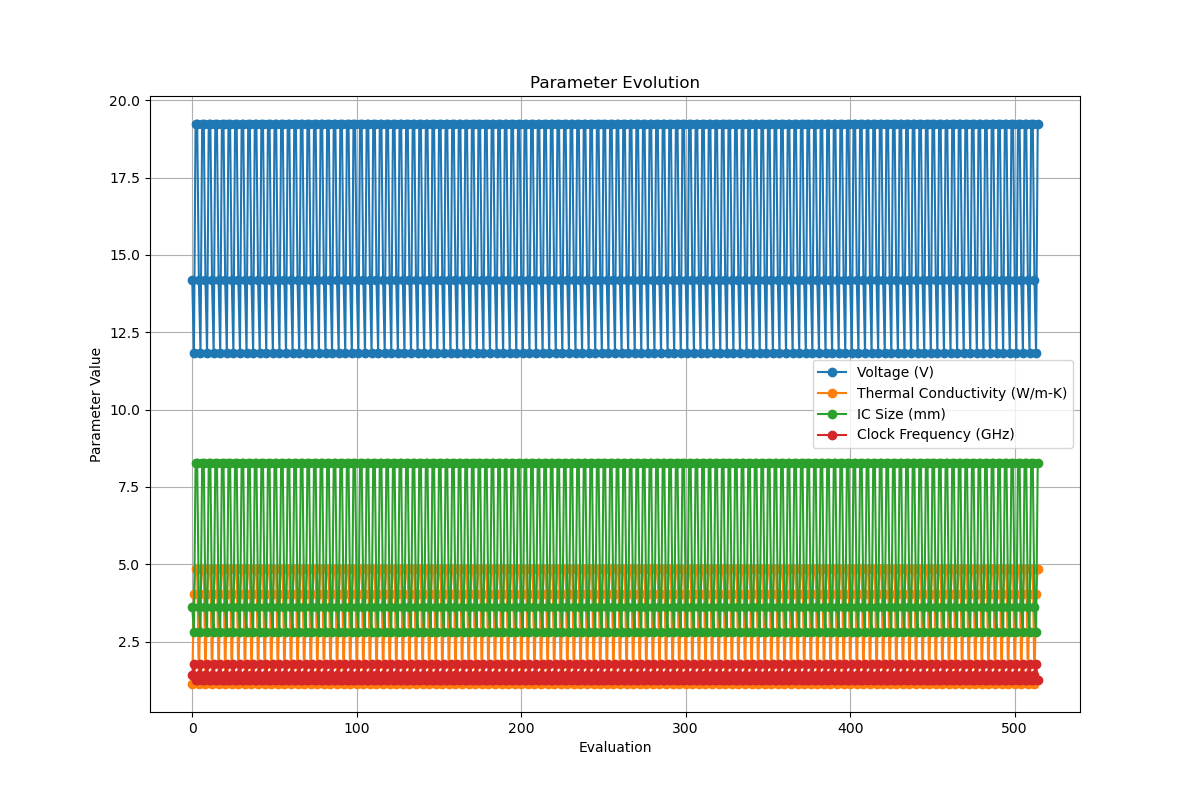 Parameter Evolution
20.0
17.5
15.0
12.5
10.0
7.5
5.0
2.5
Parameter Value
Voltage (V)
Thermal Conductivity (W/m-K)
IC Size (mm)
Clock Frequency (GHz)
0
100
200
300
400
500
Evaluation